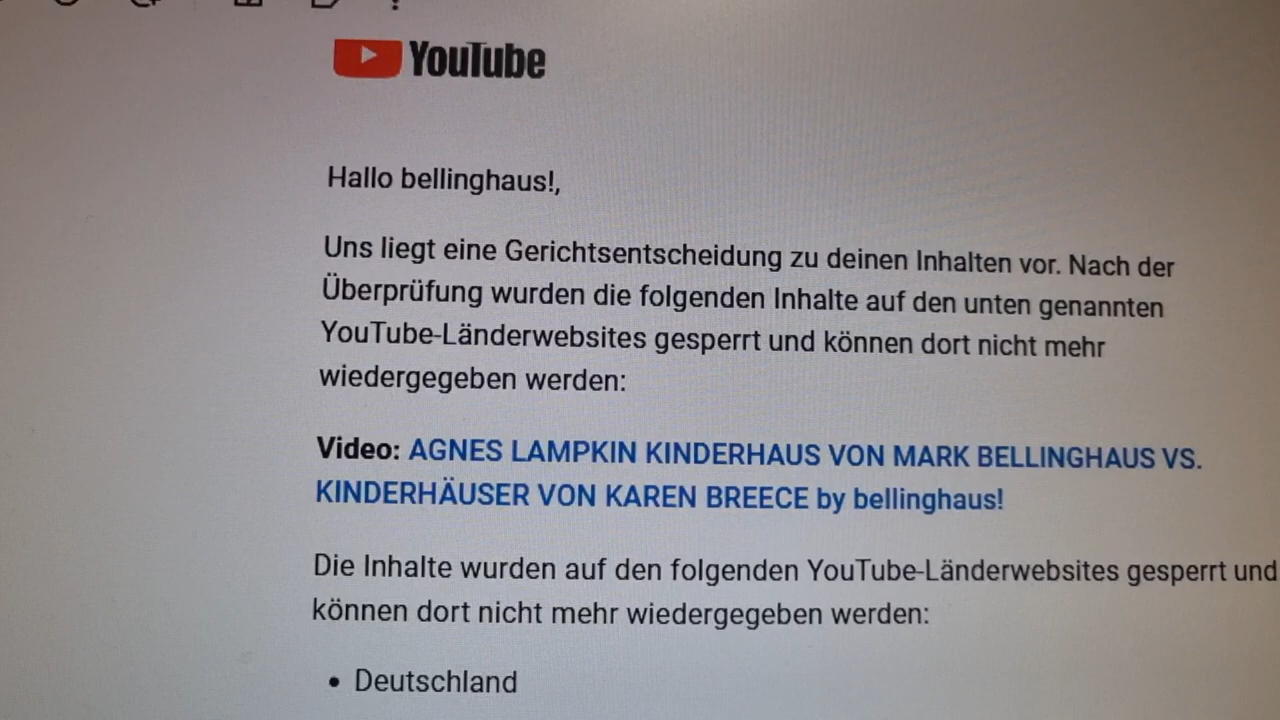 YouTube
Hallo bellinghaus!,
Uns liegt eine Gerichtsentscheidung zu deinen Inhalten vor. Nach der
Überprüfung wurden die folgenden Inhalte auf den unten genannten
YouTube-Länderwebsites gesperrt und können dort nicht mehr
wiedergegeben werden:
Video: AGNES LAMPKIN KINDERHAUS VON MARK BELLINGHAUS VS.
KINDERHÄUSER VON KAREN BREECE by bellinghaus!
Die Inhalte wurden auf den folgenden YouTube-Länderwebsites gesperrt und
können dort nicht mehr wiedergegeben werden:
• Deutschland